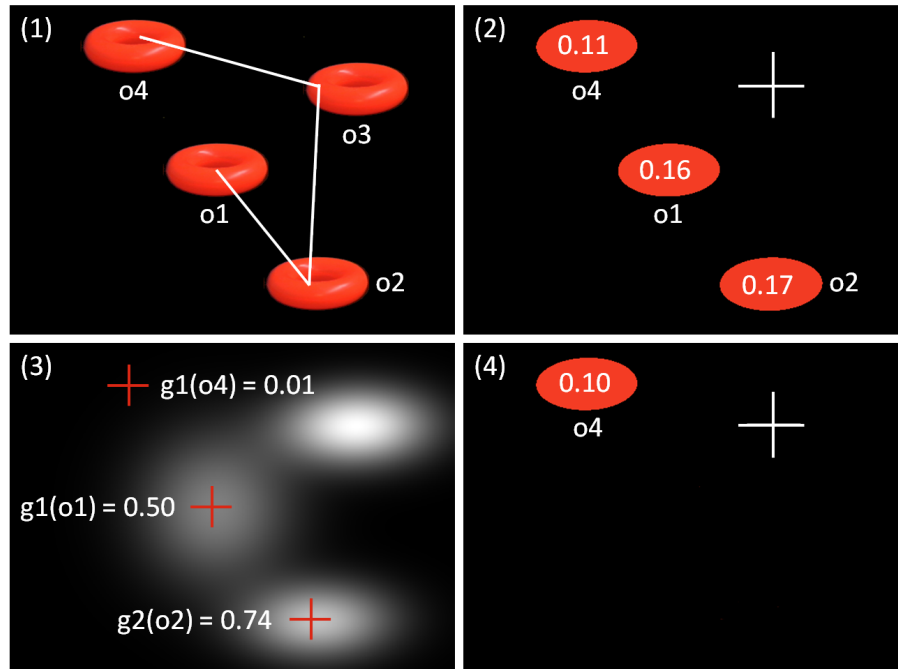 (1)
o4
o3
o1
o2
(2)
0.11
o4
0.16
o1
0.17 o2
(3)
g1(o4) = 0.01
g1(o1) = 0.50
g2(o2) = 0.74
(4)
0.10
o4